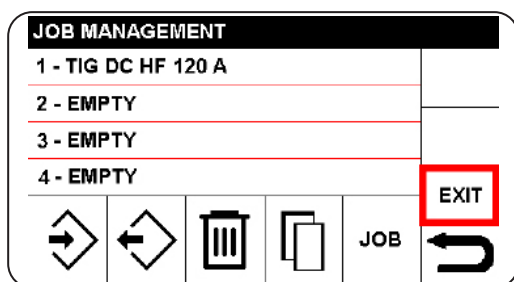 JOB MANAGEMENT
1 - TIG DC HF 120 A
2 - EMPTY
3 - EMPTY
4 - EMPTY
EXIT
JOB